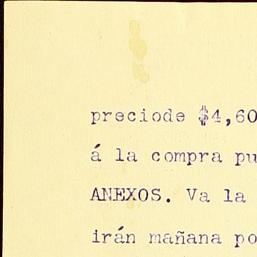 preciode $4,60
á la compra pu
ANEXOS. Va la
irán mañana po